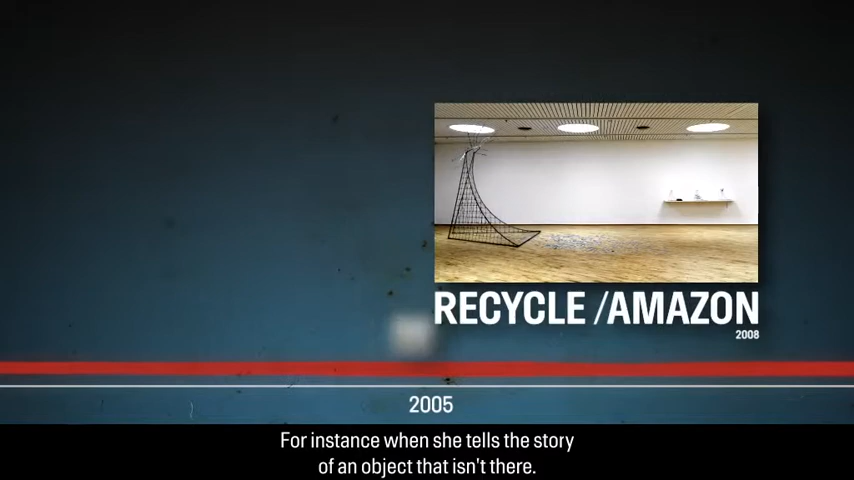 RECYCLE /AMAZON
2008
2005
For instance when she tells the story
of an object that isn't there.